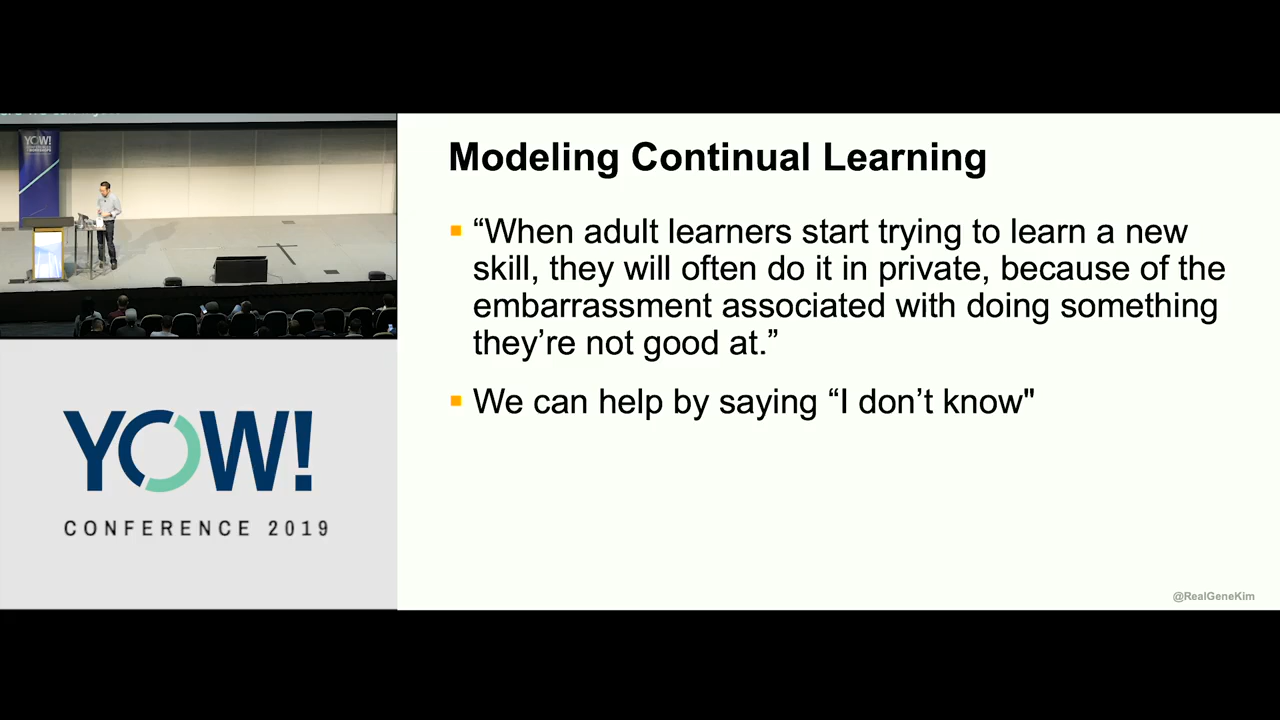 YOW!
Modeling Continual Learning
▪ “When adult learners start trying to learn a new
skill, they will often do it in private, because of the
embarrassment associated with doing something
they’re not good at.”
▪ We can help by saying “I don’t know"
YOW!
CONFERENCE 2019
@RealGeneKim